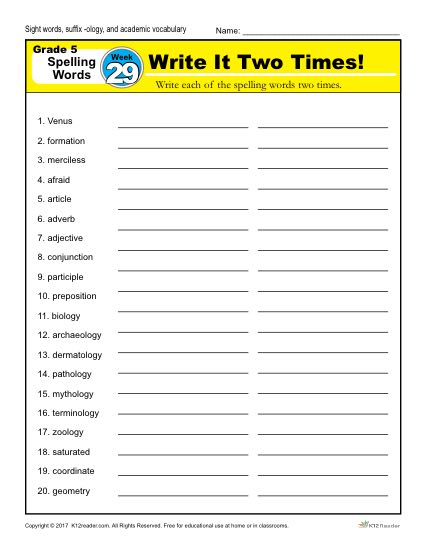 Sight words, suffix -ology, and academic vocabulary
Name:
Grade 5
Spelling
Words
Week
29
Write It Two Times!
Write each of the spelling words two times.
1. Venus
2. formation
3. merciless
4. afraid
5. article
6. adverb
7. adjective
8. conjunction
9. participle
10. preposition
11. biology
12. archaeology
13. dermatology
14. pathology
15. mythology
16. terminology
17. zoology
18. saturated
19. coordinate
20. geometry
Copyright © 2017 K12reader.com. All Rights Reserved. Free for educational use at home or in classrooms.
K12Reader